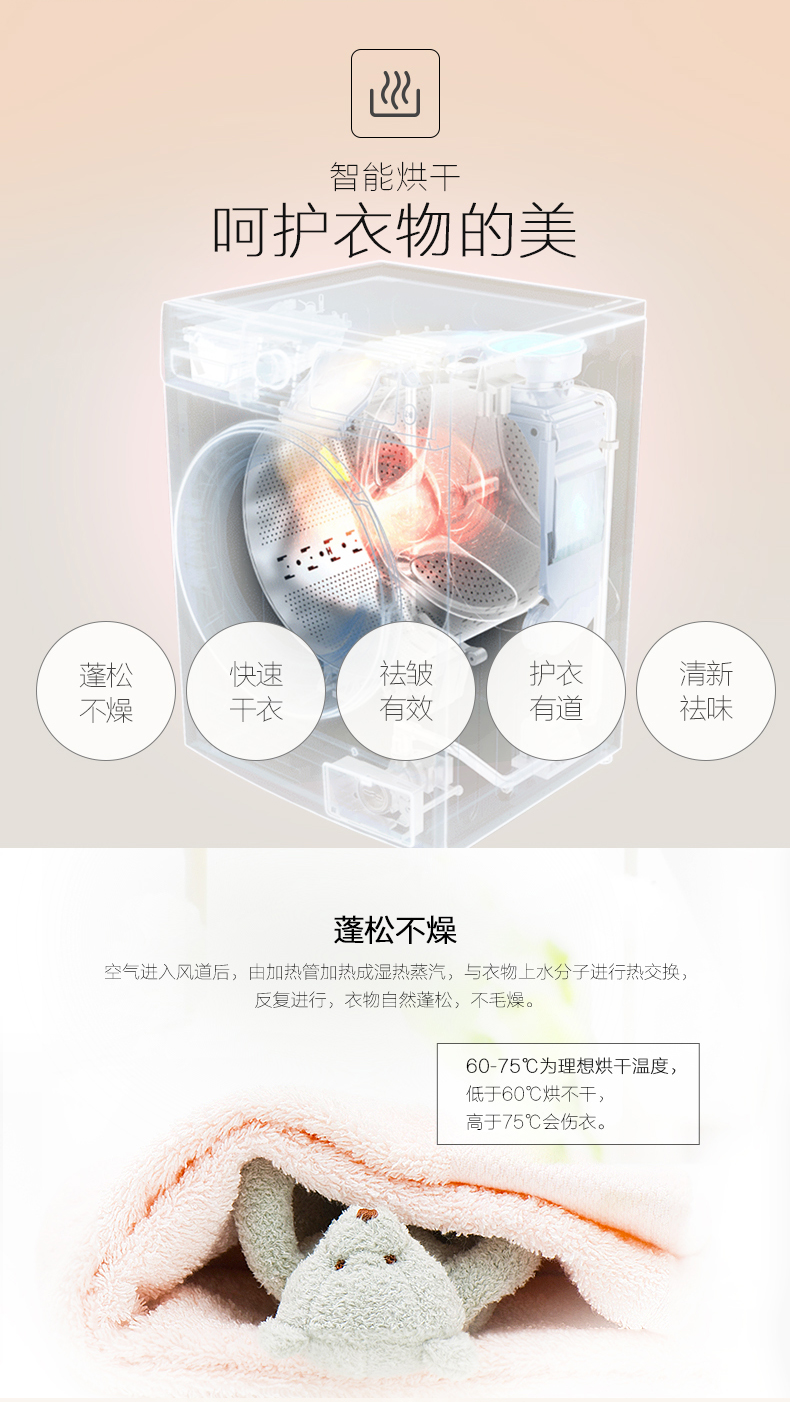 智能烘干
呵护衣物的美
蓬松
不燥
快速
干衣
祛皱
有效
护衣
有道
清新
祛味
蓬松不燥
空气进入风道后，由加热管加热成湿热蒸汽，与衣物上水分子进行热交换，
反复进行，衣物自然蓬松，不毛燥。
60-75℃为理想烘干温度，
低于60℃烘不干，
高于75℃会伤衣。